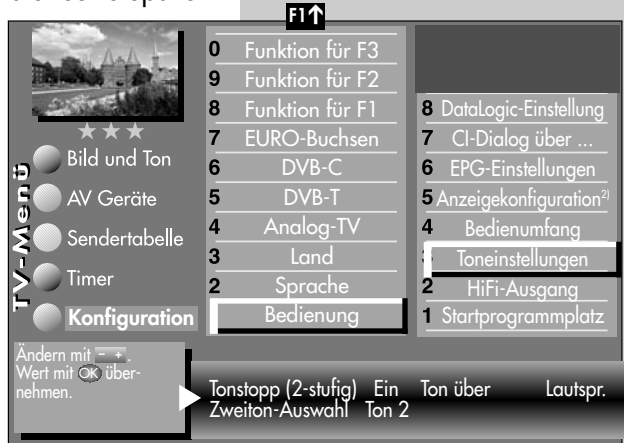 F1↑
0 Funktion für F3
9 Funktion für F2
8 Funktion für F1
7 EURO-Buchsen
6 DVB-C
5 DVB-T
4 Analog-TV
3 Land
2 Sprache
Bedienung
8 DataLogic-Einstellung
7 CI-Dialog über ...
6 EPG-Einstellungen
5 Anzeigekonfiguration2)
4 Bedienumfang
3 Toneinstellungen
2 HiFi-Ausgang
1 Startprogrammplatz
TV-Menü
Bild und Ton
AV Geräte
Sendertabelle
Timer
Konfiguration
Ändern mit - + .
Wert mit OK über-
nehmen.
Tonstopp (2-stufig) Ein Ton über Lautspr.
Zweiton-Auswahl Ton 2